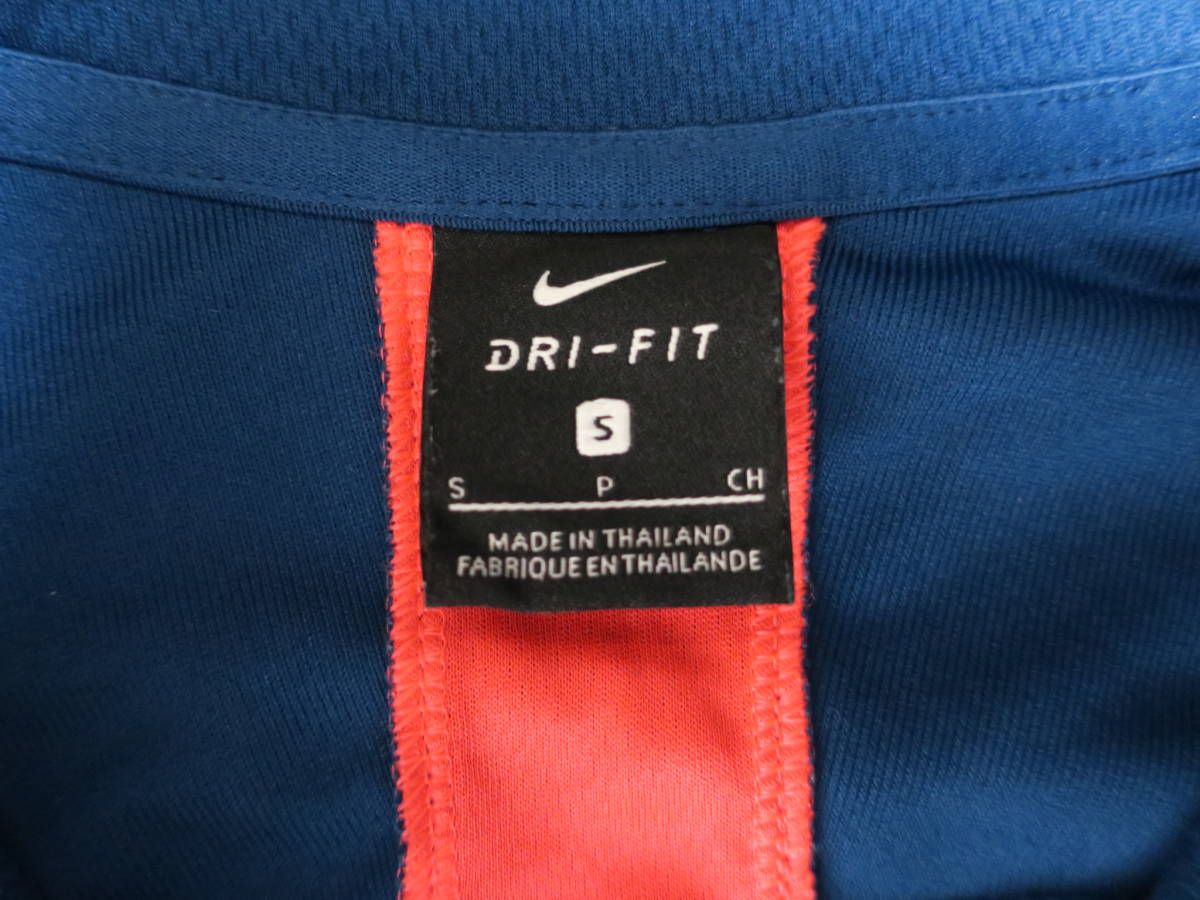 DRI-FIT
S
S P CH
MADE IN THAILAND
FABRIQUE EN THAILANDE